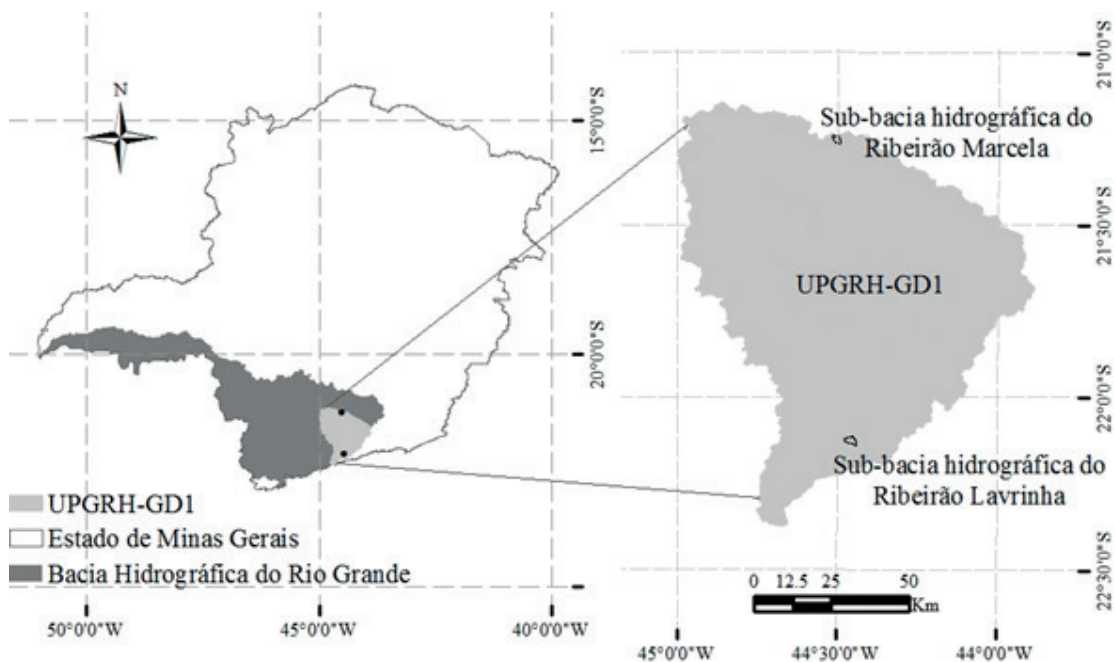 N
15°0'0"S
20°0'0"S
UPGRH-GD1
Estado de Minas Gerais
Bacia Hidrográfica do Rio Grande
50°0'0"W
45°0'0"W
40°0'0"W
21°0'0"S
Sub-bacia hidrográfica do
Ribeirão Marcela
21°30'0"S
UPGRH-GD1
22°0'0"S
Sub-bacia hidrográfica do
Ribeirão Lavrinha
22°30'0"S
0 12.5 25 50
Km
45°0'0"W
44°30'0"W
44°0'0"W